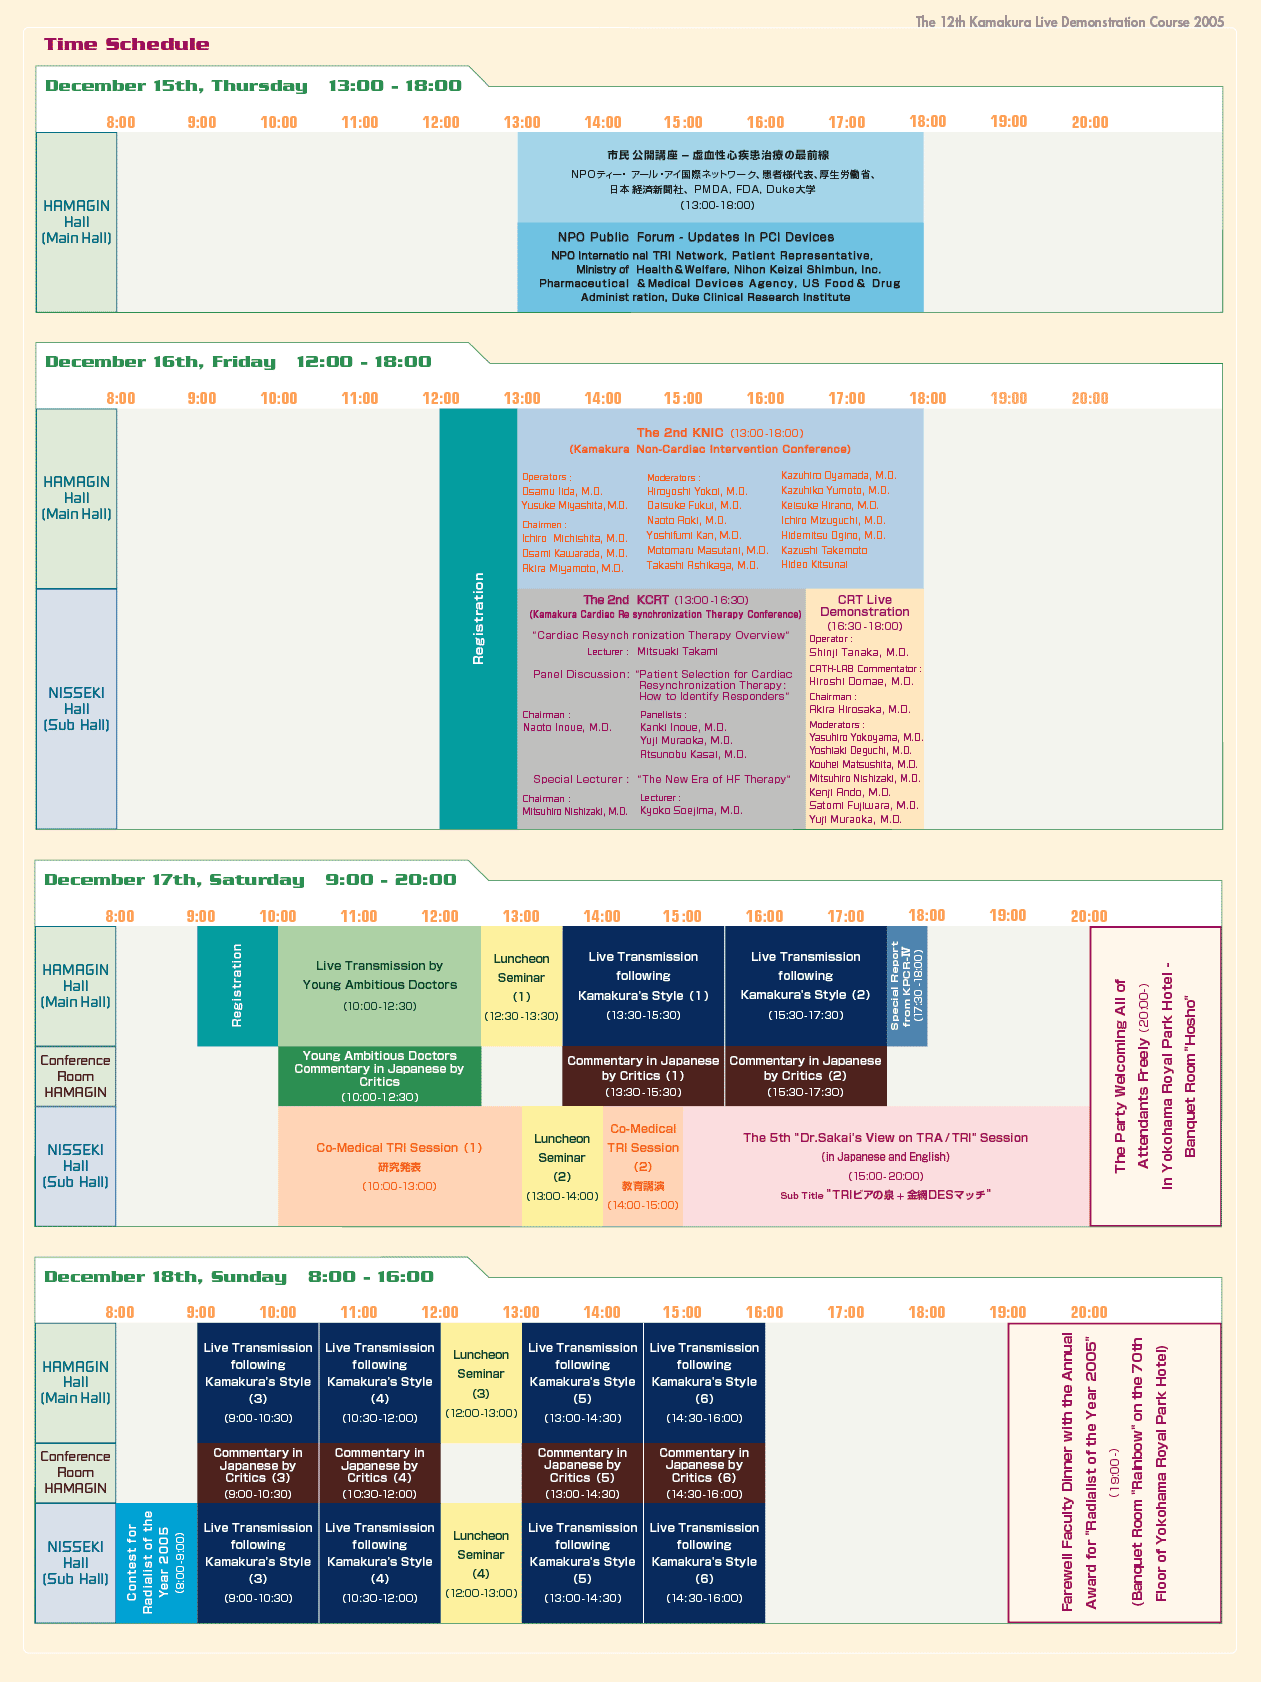 The 12th Kamakura Live Demonstration Course 2005
Time Schedule
December 15th, Thursday 13:00 - 18:00
8:00 9:00 10:00 11:00 12:00 13:00 14:00 15:00 16:00 17:00 18:00 19:00 20:00
HAMAGIN
Hall
(Main Hall)
市民公開講座 – 虚血性心疾患治療の最前線
NPOティー・アール・アイ国際ネットワーク、患者様代表、厚生労働省、
日本経済新聞社、PMDA, FDA, Duke大学
(13:00-18:00)
NPO Public Forum - Updates in PCI Devices
NPO Internatio nal TRI Network, Patient Representative,
Ministry of Health & Welfare, Nihon Keizai Shimbun, Inc.
Pharmaceutical & Medical Devices Agency, US Food & Drug
Administ ration, Duke Clinical Research Institute
December 16th, Friday 12:00 - 18:00
8:00 9:00 10:00 11:00 12:00 13:00 14:00 15:00 16:00 17:00 18:00 19:00 20:00
HAMAGIN
Hall
(Main Hall)
NISSEKI
Hall
(Sub Hall)
Registration
The 2nd KNIC (13:00-18:00)
(Kamakura Non-Cardiac Intervention Conference)
Operators :
Osamu Iida, M.D.
Yusuke Miyashita, M.D.
Chairmen :
Ichiro Michishita, M.D.
Osami Kawarada, M.D.
Akira Miyamoto, M.D.
Moderators :
Hiroyoshi Yokoi, M.D.
Daisuke Fukui, M.D.
Naoto Aoki, M.D.
Yoshifumi Kan, M.D.
Motomaru Masutani, M.D.
Takashi Ashikaga, M.D.
Kazuhiro Oyamada, M.D.
Kazuhiko Yumoto, M.D.
Keisuke Hirano, M.D.
Ichiro Mizuguchi, M.D.
Hidemitsu Ogino, M.D.
Kazushi Takemoto
Hideo Kitsunai
The 2nd KCRT (13:00-16:30)
(Kamakura Cardiac Re synchronization Therapy Conference)
"Cardiac Resynch ronization Therapy Overview"
Lecturer : Mitsuaki Takami
Panel Discussion: "Patient Selection for Cardiac
Resynchronization Therapy:
How to Identify Responders"
Chairman :
Naoto Inoue, M.D.
Panelists :
Kanki Inoue, M.D.
Yuji Muraoka, M.D.
Atsunobu Kasai, M.D.
Special Lecturer : "The New Era of HF Therapy"
Chairman :
Mitsuhiro Nishizaki, M.D.
Lecturer :
Kyoko Soejima, M.D.
CRT Live
Demonstration
(16:30-18:00)
Operator :
Shinji Tanaka, M.D.
CATH-LAB Commentator :
Hiroshi Domae, M.D.
Chairman :
Akira Hirosaka, M.D.
Moderators :
Yasuhiro Yokoyama, M.D.
Yoshiaki Deguchi, M.D.
Kouhei Matsushita, M.D.
Mitsuhiro Nishizaki, M.D.
Kenji Ando, M.D.
Satomi Fujiwara, M.D.
Yuji Muraoka, M.D.
December 17th, Saturday 9:00 - 20:00
8:00 9:00 10:00 11:00 12:00 13:00 14:00 15:00 16:00 17:00 18:00 19:00 20:00
HAMAGIN
Hall
(Main Hall)
Registration
Live Transmission by
Young Ambitious Doctors
(10:00-12:30)
Luncheon
Seminar
(1)
(12:30-13:30)
Live Transmission
following
Kamakura's Style (1)
(13:30-15:30)
Live Transmission
following
Kamakura's Style (2)
(15:30-17:30)
Special Report
from KPCR-Ⅳ
(17:30-18:00)
Conference
Room
HAMAGIN
Young Ambitious Doctors
Commentary in Japanese by
Critics
(10:00-12:30)
Commentary in Japanese
by Critics (1)
(13:30-15:30)
Commentary in Japanese
by Critics (2)
(15:30-17:30)
NISSEKI
Hall
(Sub Hall)
Co-Medical TRI Session (1)
研究発表
(10:00-13:00)
Luncheon
Seminar
(2)
(13:00-14:00)
Co-Medical
TRI Session
(2)
教育講演
(14:00-15:00)
The 5th "Dr.Sakai's View on TRA/TRI" Session
(in Japanese and English)
(15:00-20:00)
Sub Title "TRIビアの泉 + 金網DESマッチ"
The Party Welcoming All of
Attendants Freely (20:00-)
In Yokohama Royal Park Hotel -
Banquet Room "Hosho"
December 18th, Sunday 8:00 - 16:00
8:00 9:00 10:00 11:00 12:00 13:00 14:00 15:00 16:00 17:00 18:00 19:00 20:00
HAMAGIN
Hall
(Main Hall)
Live Transmission
following
Kamakura's Style
(3)
(9:00-10:30)
Live Transmission
following
Kamakura's Style
(4)
(10:30-12:00)
Luncheon
Seminar
(3)
(12:00-13:00)
Live Transmission
following
Kamakura's Style
(5)
(13:00-14:30)
Live Transmission
following
Kamakura's Style
(6)
(14:30-16:00)
Conference
Room
HAMAGIN
Commentary in
Japanese by
Critics (3)
(9:00-10:30)
Commentary in
Japanese by
Critics (4)
(10:30-12:00)
Commentary in
Japanese by
Critics (5)
(13:00-14:30)
Commentary in
Japanese by
Critics (6)
(14:30-16:00)
NISSEKI
Hall
(Sub Hall)
Contest for
Radialist of the
Year 2005
(8:00-9:00)
Live Transmission
following
Kamakura's Style
(3)
(9:00-10:30)
Live Transmission
following
Kamakura's Style
(4)
(10:30-12:00)
Luncheon
Seminar
(4)
(12:00-13:00)
Live Transmission
following
Kamakura's Style
(5)
(13:00-14:30)
Live Transmission
following
Kamakura's Style
(6)
(14:30-16:00)
Farewell Faculty Dinner with the Annual
Award for "Radialist of the Year 2005"
(19:00-)
(Banquet Room "Rainbow" on the 70th
Floor of Yokohama Royal Park Hotel)